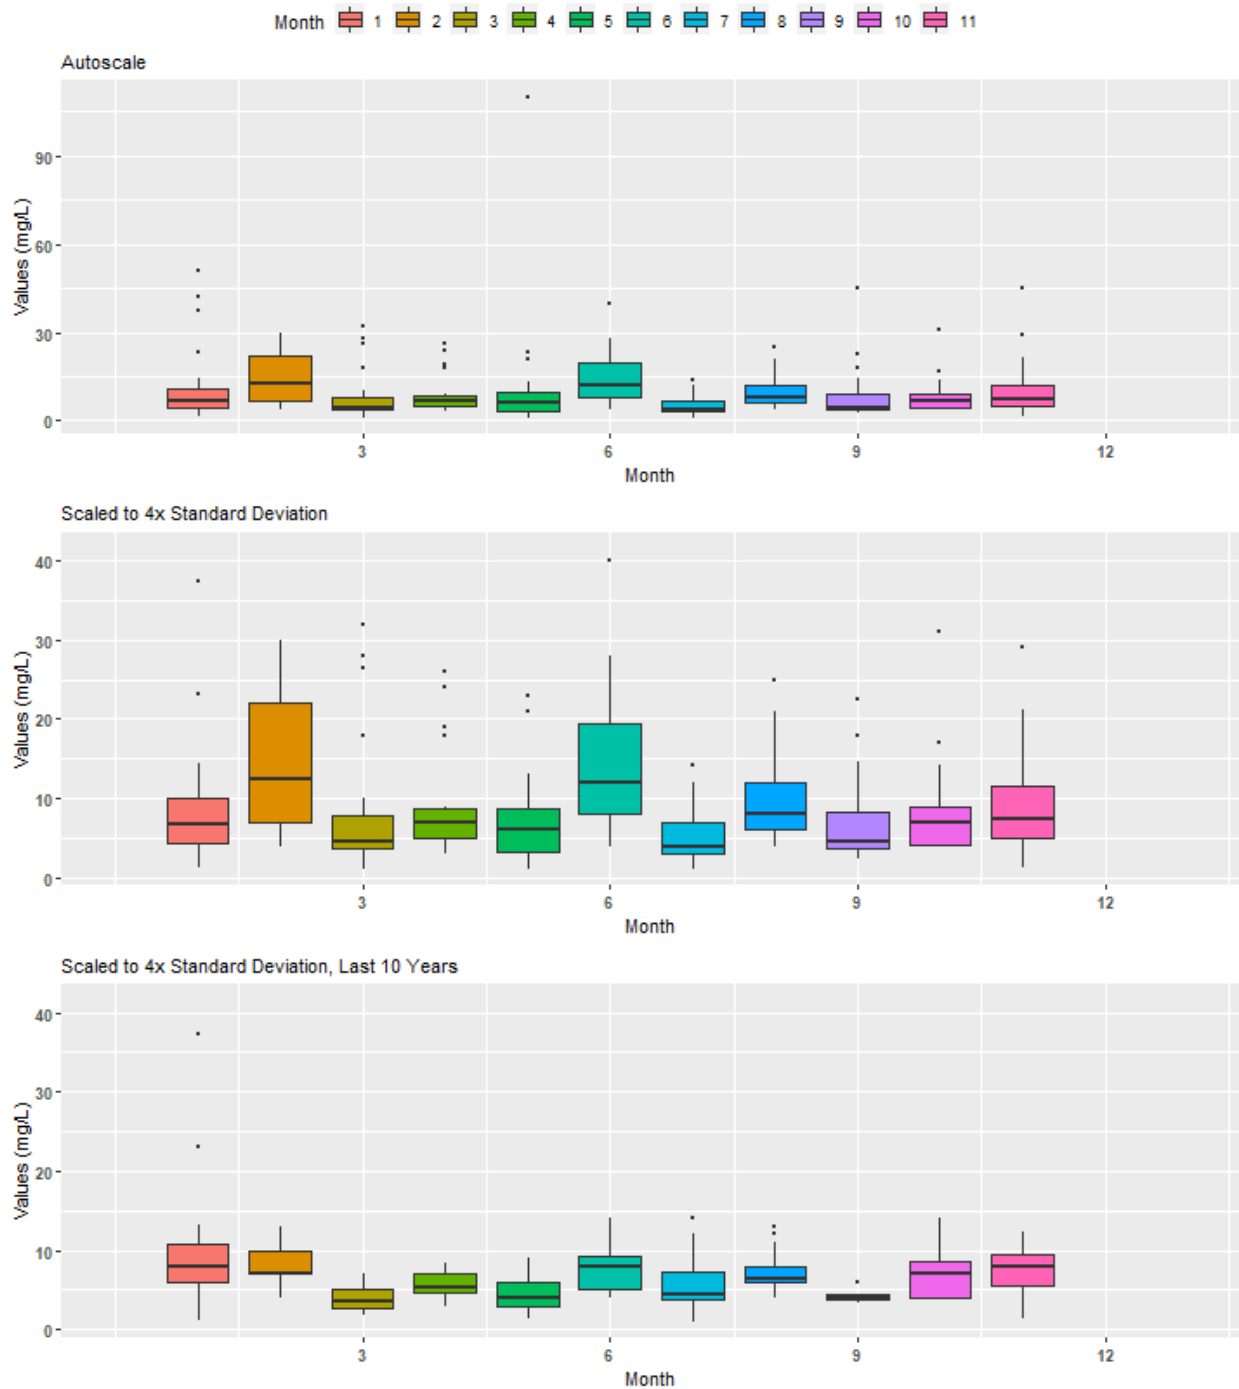 Month 1 2 3 4 5 6 7 8 9 10 11
Autoscale
Values (mg/L)
90
60
30
0
3 6 9 12
Month
Scaled to 4x Standard Deviation
Values (mg/L)
40
30
20
10
0
3 6 9 12
Month
Scaled to 4x Standard Deviation, Last 10 Years
Values (mg/L)
40
30
20
10
0
3 6 9 12
Month